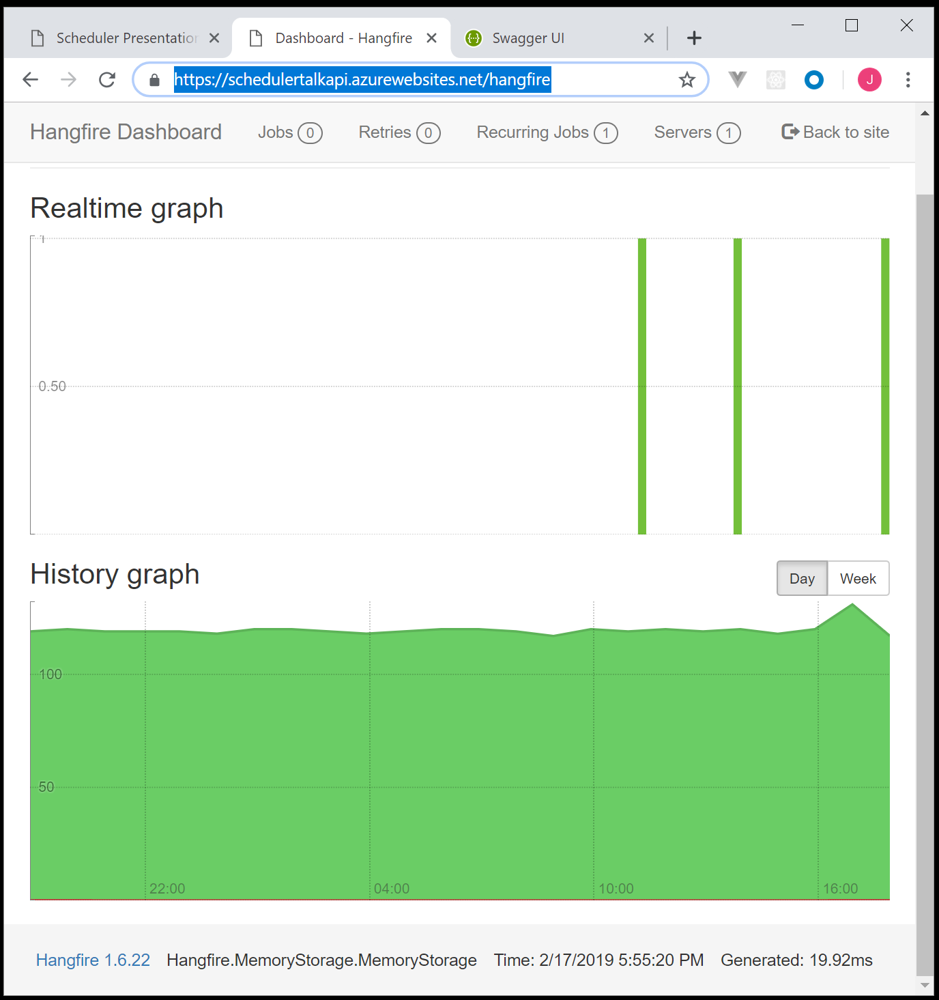 Scheduler Presentation
Dashboard - Hangfire
Swagger UI
https://schedulertalkapi.azurewebsites.net/hangfire
J
Hangfire Dashboard
Jobs 0
Retries 0
Recurring Jobs 1
Servers 1
Back to site
Realtime graph
1
0.50
History graph
Day
Week
100
50
22:00
04:00
10:00
16:00
Hangfire 1.6.22
Hangfire.MemoryStorage.MemoryStorage
Time: 2/17/2019 5:55:20 PM
Generated: 19.92ms